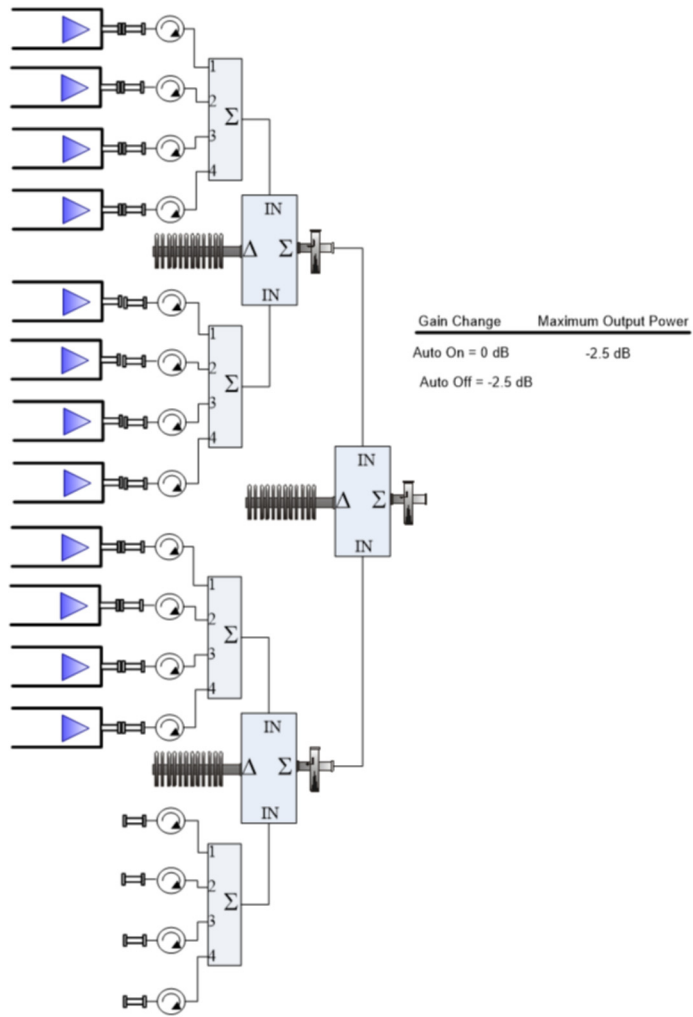 1
2
Σ
3
4
IN
Δ Σ
IN
1
2
Σ
3
4
Gain Change Maximum Output Power
Auto On = 0 dB -2.5 dB
Auto Off = -2.5 dB
IN
Δ Σ
IN
1
2
Σ
3
4
IN
Δ Σ
IN
1
2
Σ
3
4